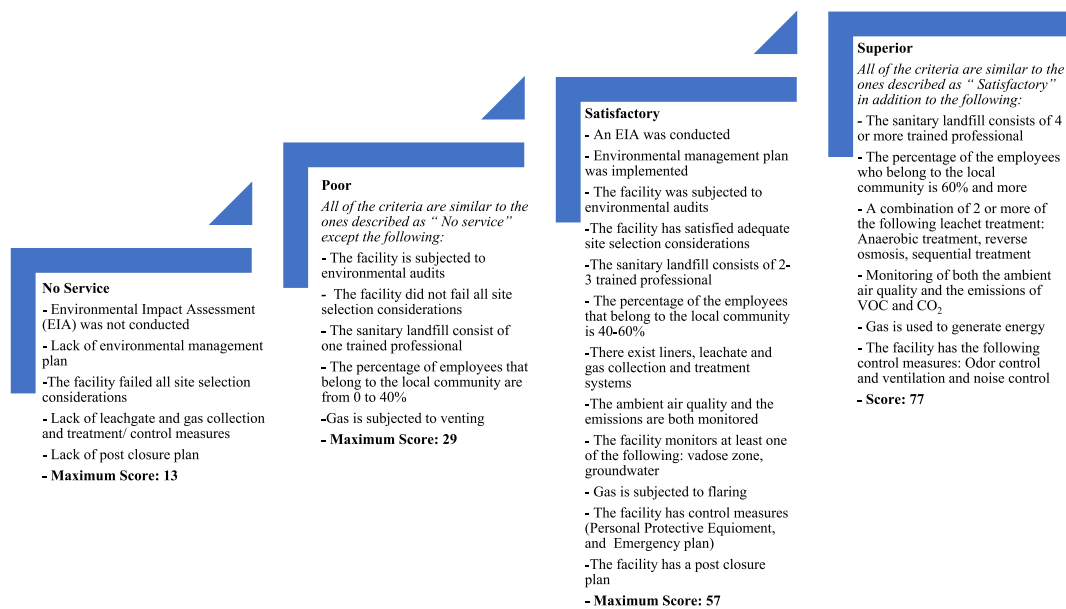 No Service
- Environmental Impact Assessment
(EIA) was not conducted
- Lack of environmental management
plan
-The facility failed all site selection
considerations
- Lack of leachgate and gas collection
and treatment/ control measures
- Lack of post closure plan
- Maximum Score: 13
Poor
All of the criteria are similar to the
ones described as “ No service”
except the following:
- The facility is subjected to
environmental audits
- The facility did not fail all site
selection considerations
- The sanitary landfill consist of
one trained professional
- The percentage of employees that
belong to the local community are
from 0 to 40%
-Gas is subjected to venting
- Maximum Score: 29
Satisfactory
- An EIA was conducted
- Environmental management plan
was implemented
- The facility was subjected to
environmental audits
-The facility has satisfied adequate
site selection considerations
-The sanitary landfill consists of 2-
3 trained professional
- The percentage of the employees
that belong to the local community
is 40-60%
-There exist liners, leachate and
gas collection and treatment
systems
-The ambient air quality and the
emissions are both monitored
- The facility monitors at least one
of the following: vadose zone,
groundwater
- Gas is subjected to flaring
- The facility has control measures
(Personal Protective Equioment,
and Emergency plan)
-The facility has a post closure
plan
- Maximum Score: 57
Superior
All of the criteria are similar to the
ones described as “ Satisfactory”
in addition to the following:
- The sanitary landfill consists of 4
or more trained professional
- The percentage of the employees
who belong to the local
community is 60% and more
- A combination of 2 or more of
the following leachet treatment:
Anaerobic treatment, reverse
osmosis, sequential treatment
- Monitoring of both the ambient
air quality and the emissions of
VOC and CO₂
- Gas is used to generate energy
- The facility has the following
control measures: Odor control
and ventilation and noise control
- Score: 77